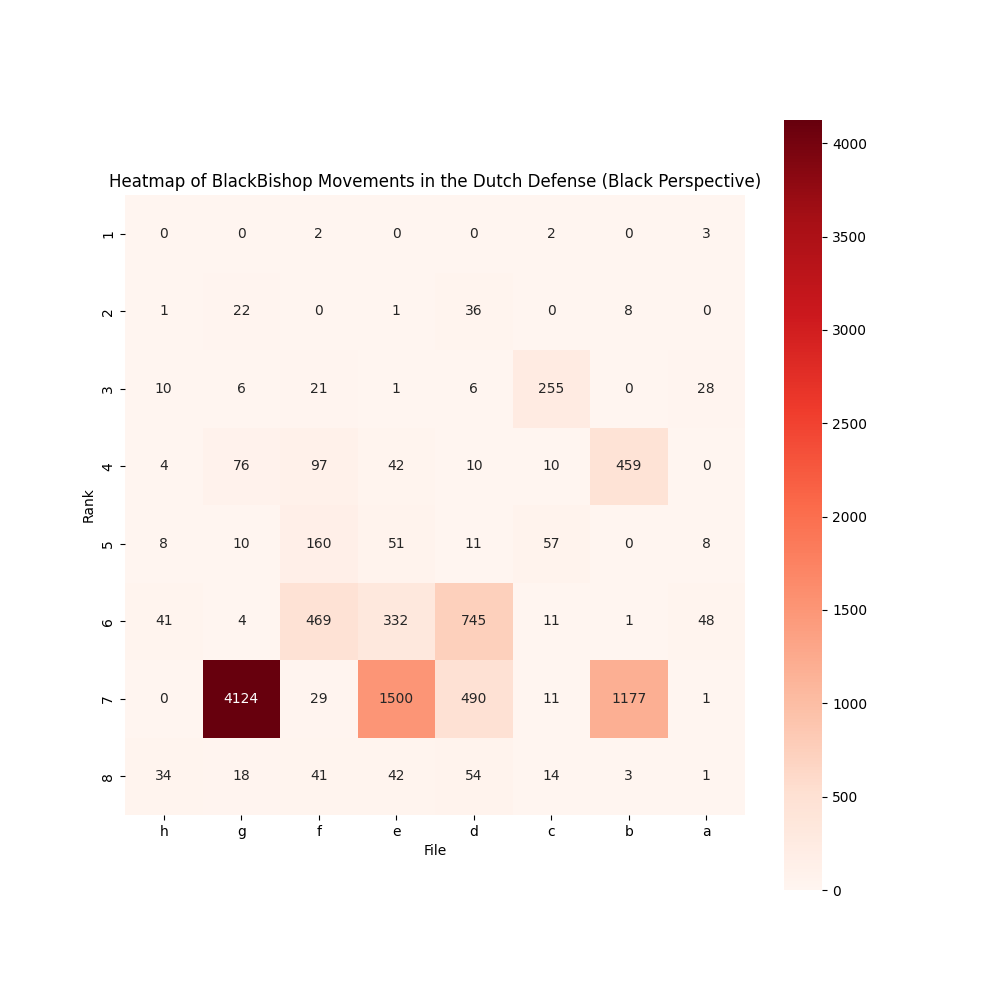 Heatmap of BlackBishop Movements in the Dutch Defense (Black Perspective)
1 0 0 2 0 0 2 0 3
2 1 22 0 1 36 0 8 0
3 10 6 21 1 6 255 0 28
4 4 76 97 42 10 10 459 0
Rank
5 8 10 160 51 11 57 0 8
6 41 4 469 332 745 11 1 48
7 0 4124 29 1500 490 11 1177 1
8 34 18 41 42 54 14 3 1
h g f e d c b a
File
4000
3500
3000
2500
2000
1500
1000
500
0